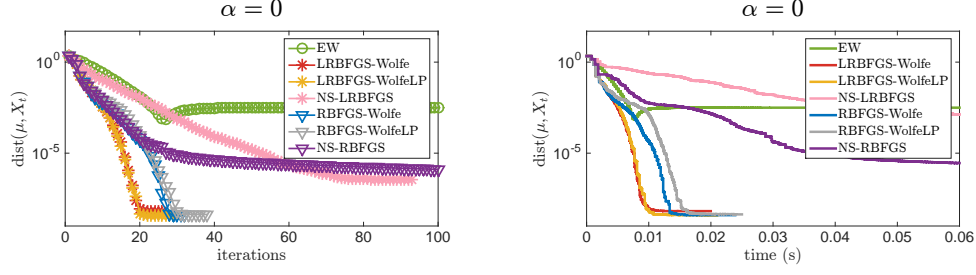 α = 0
dist(μ, X_t)
10^0
10^-5
EW
LRBFGS-Wolfe
LRBFGS-WolfeLP
NS-LRBFGS
RBFGS-Wolfe
RBFGS-WolfeLP
NS-RBFGS
0 20 40 60 80 100
iterations
α = 0
dist(μ, X_t)
10^0
10^-5
EW
LRBFGS-Wolfe
LRBFGS-WolfeLP
NS-LRBFGS
RBFGS-Wolfe
RBFGS-WolfeLP
NS-RBFGS
0 0.01 0.02 0.03 0.04 0.05 0.06
time (s)